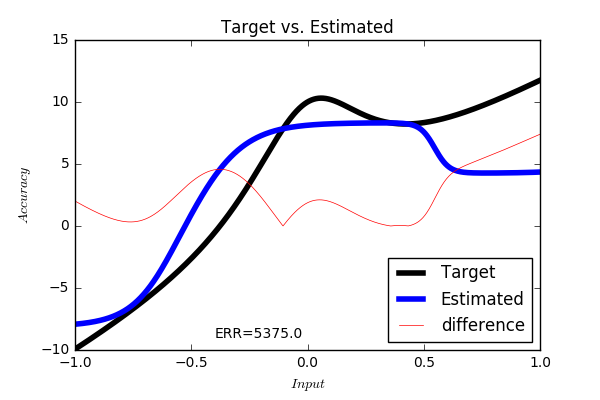 Target vs. Estimated
15
10
5
0
−5
−10
Accuracy
ERR=5375.0
Target
Estimated
difference
−1.0
−0.5
0.0
0.5
1.0
Input